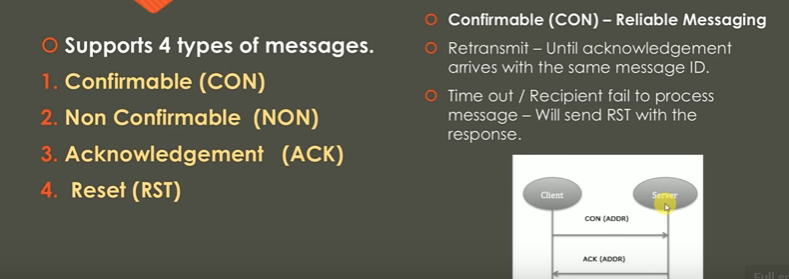 Supports 4 types of messages.
1. Confirmable (CON)
2. Non Confirmable (NON)
3. Acknowledgement (ACK)
4. Reset (RST)
Confirmable (CON) – Reliable Messaging
Retransmit – Until acknowledgement
arrives with the same message ID.
Time out / Recipient fail to process
message – Will send RST with the
response.
Client
Server
CON (ADDR)
ACK (ADDR)